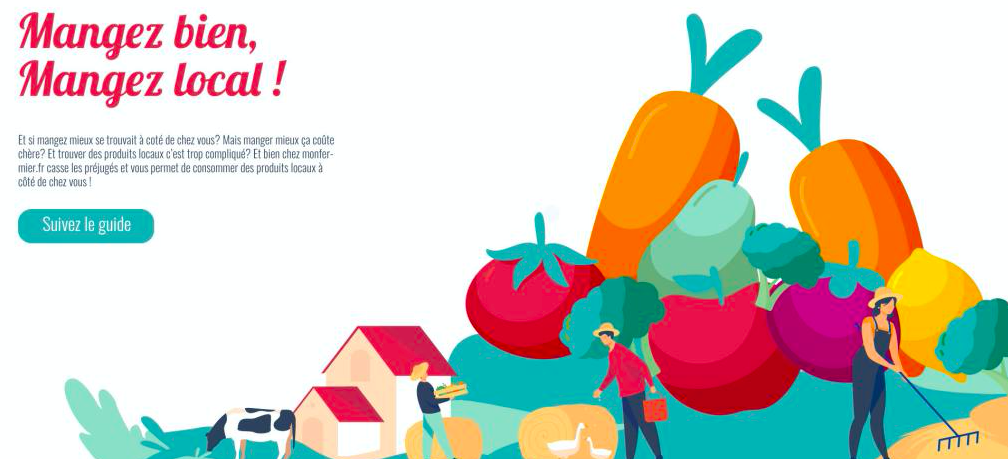 Mangez bien,
Mangez local !
Et si mangez mieux se trouvait à coté de chez vous? Mais manger mieux ça coûte
chère? Et trouver des produits locaux c'est trop compliqué? Et bien chez monfer-
mier.fr casse les préjugés et vous permet de consommer des produits locaux à
côté de chez vous !
Suivez le guide